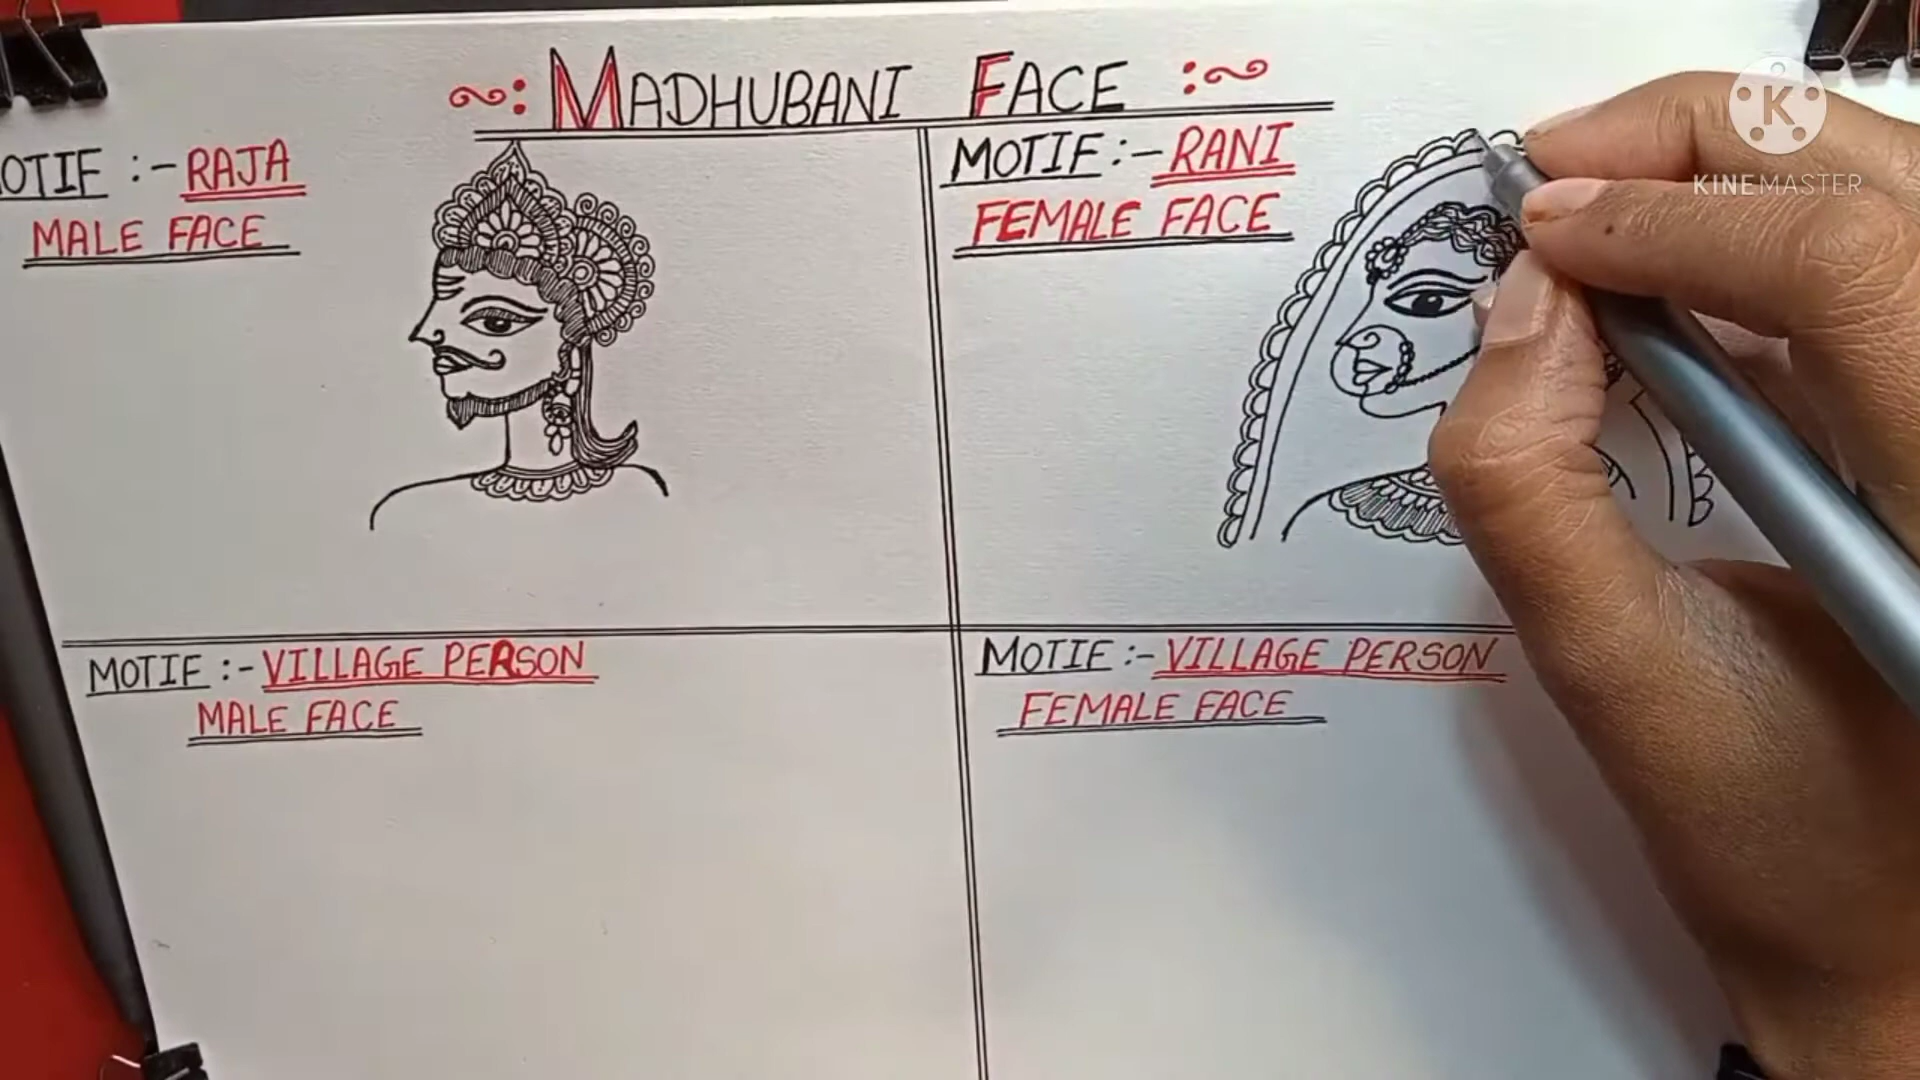 ~: MADHUBANI FACE :~
OTIF :- RAJA
MALE FACE
MOTIF :- RANI
FEMALE FACE
MOTIF :- VILLAGE PERSON
MALE FACE
MOTIF :- VILLAGE PERSON
FEMALE FACE
K
KINEMASTER